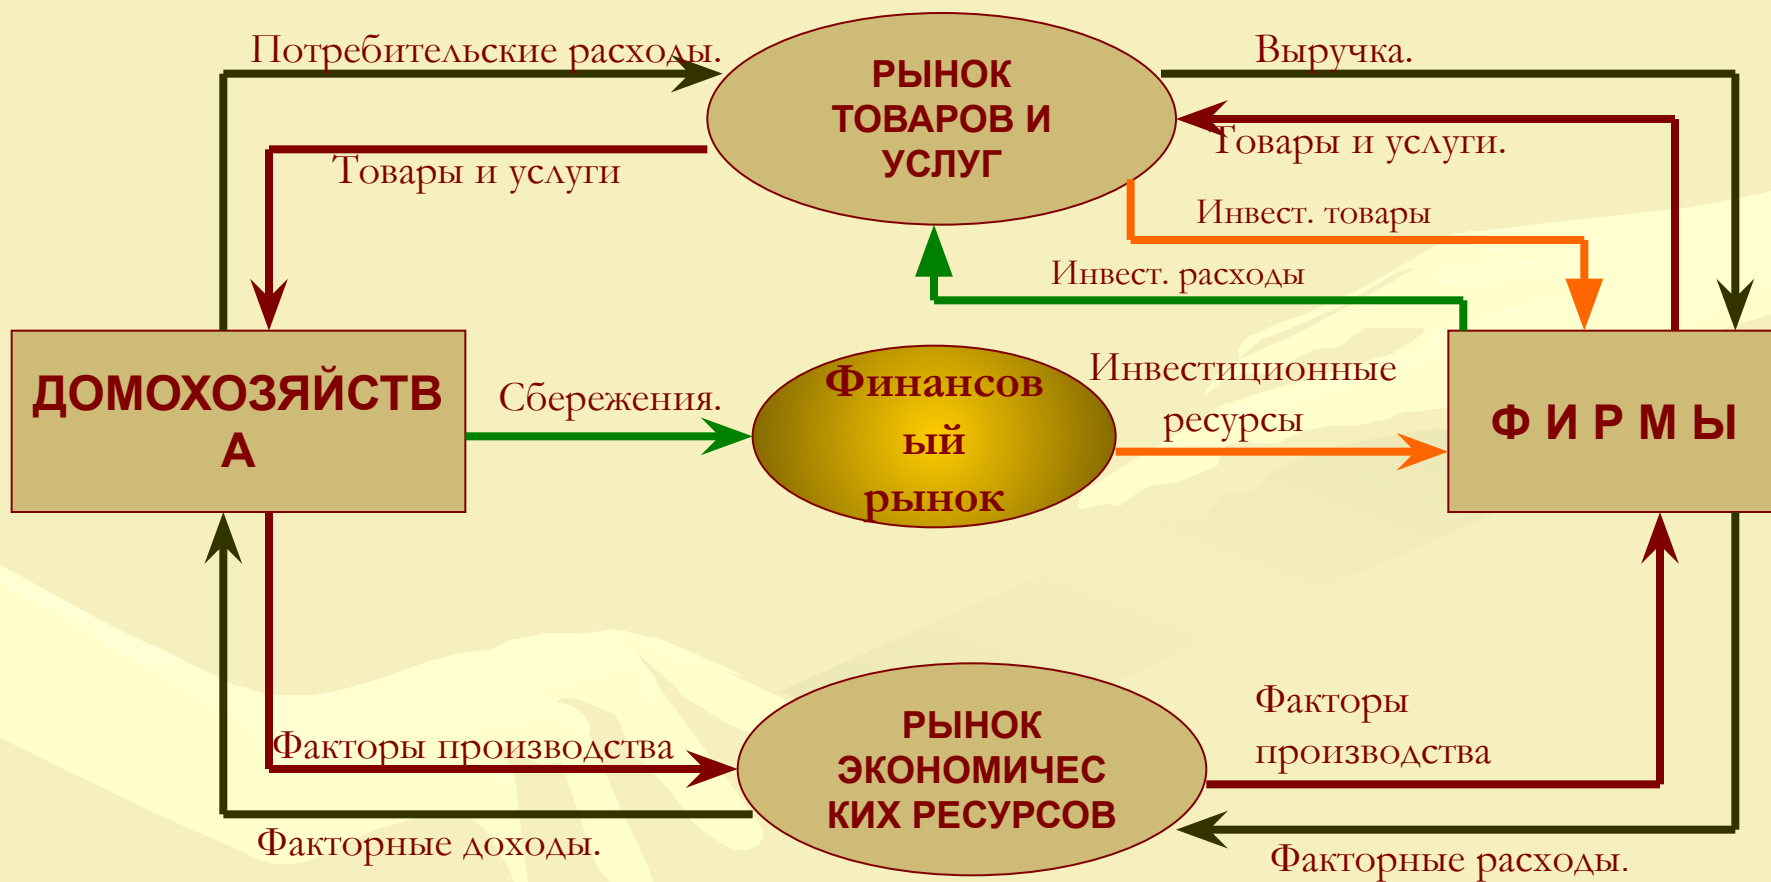 Потребительские расходы.
РЫНОК
ТОВАРОВ И
УСЛУГ
Выручка.
Товары и услуги
Товары и услуги.
Инвест. товары
Инвест. расходы
ДОМОХОЗЯЙСТВ
А
Сбережения.
Финансов
ый
рынок
Инвестиционные
ресурсы
Ф И Р М Ы
Факторы производства
РЫНОК
ЭКОНОМИЧЕС
КИХ РЕСУРСОВ
Факторы
производства
Факторные доходы.
Факторные расходы.